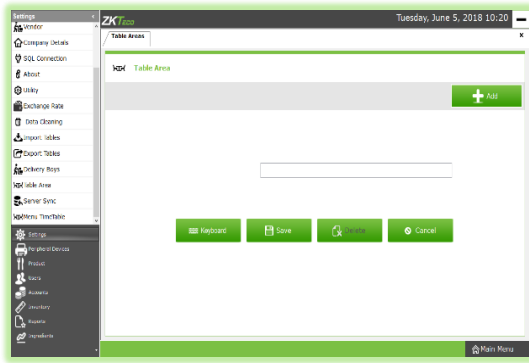 Settings
ZKTeco
Tuesday, June 5, 2018 10:20
Vendor
Table Areas
x
Company Details
SQL Connection
Table Area
About
Utility
Add
Exchange Rate
Data Cleaning
Import Tables
Export Tables
Delivery Boys
Table Area
Server Sync
Menu TimeTable
Keyboard
Save
Delete
Cancel
Settings
Peripheral Devices
Product
Users
Accounts
Inventory
Reports
Ingredients
Main Menu